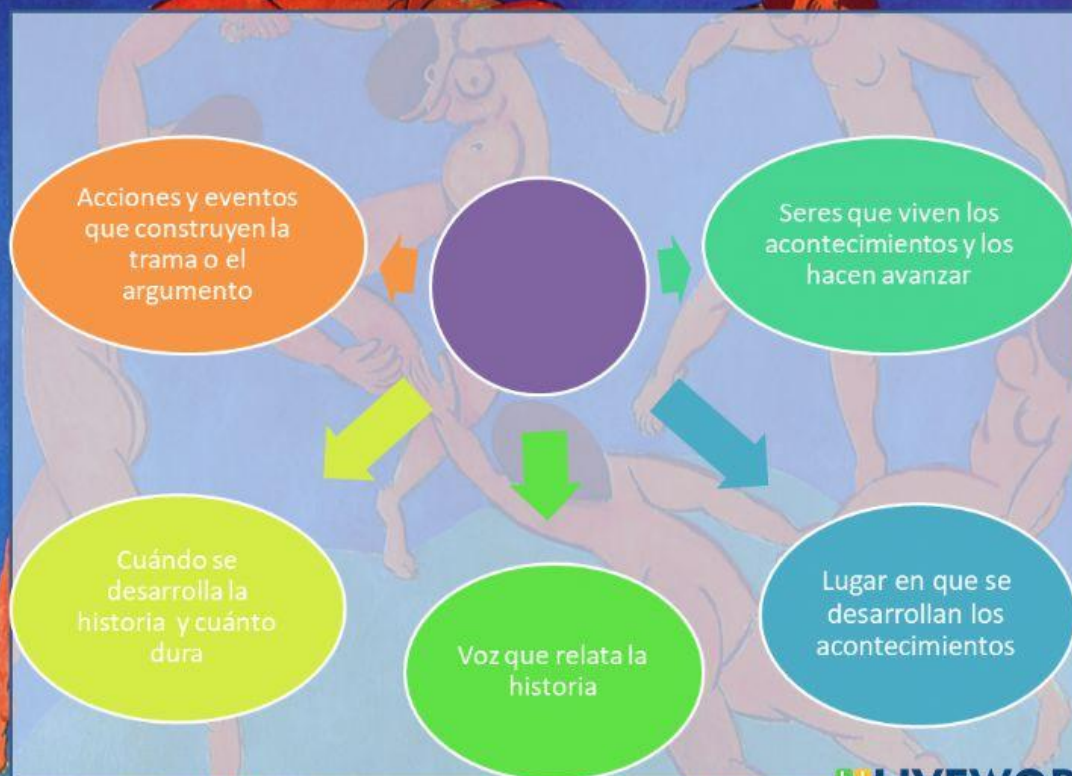 Acciones y eventos
que construyen la
trama o el
argumento
Seres que viven los
acontecimientos y los
hacen avanzar
Cuándo se
desarrolla la
historia y cuánto
dura
Voz que relata la
historia
Lugar en que se
desarrollan los
acontecimientos